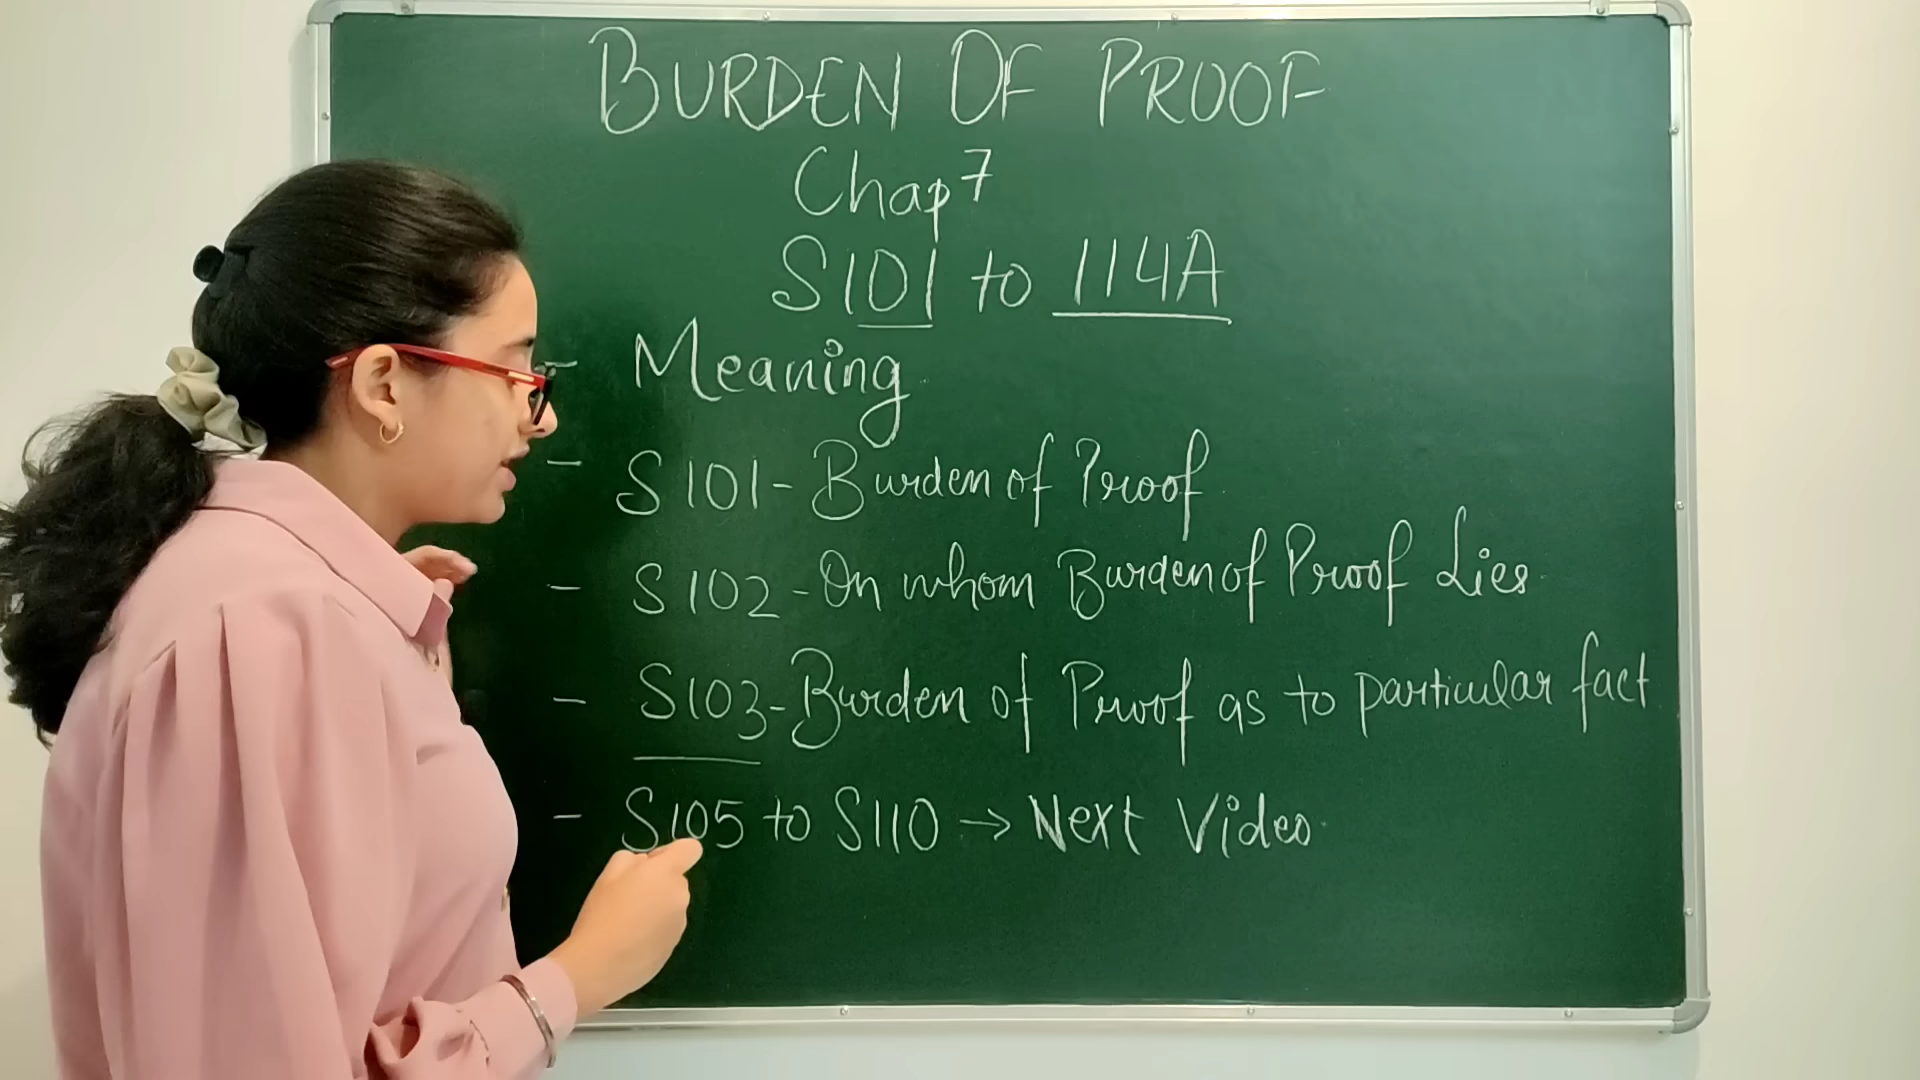 BURDEN OF PROOF
Chap 7
S101 to 114A
- Meaning
- S101- Burden of Proof
- S102 - On whom Burden of Proof Lies
- S103 - Burden of Proof as to particular fact
- S105 to S110 → Next Video